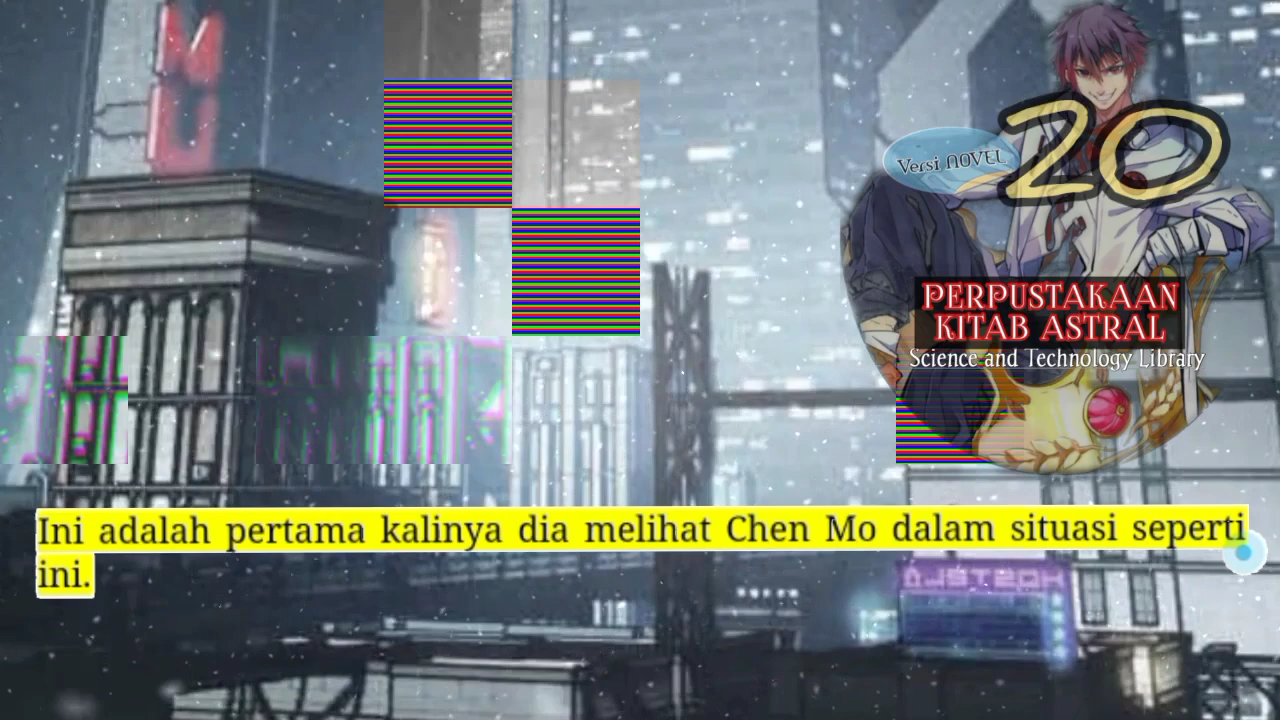 MU
20
Versi NOVEL
PERPUSTAKAAN
KITAB ASTRAL
Science and Technology Library
Ini adalah pertama kalinya dia melihat Chen Mo dalam situasi seperti
ini.